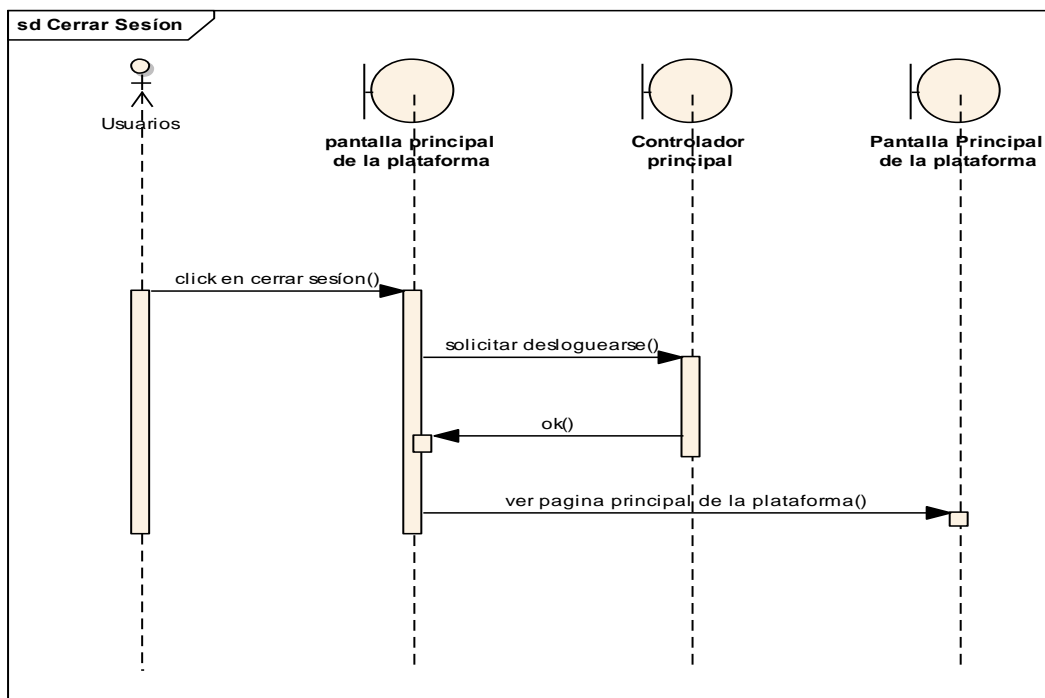 sd Cerrar Sesíon
Usuarios
pantalla principal
de la plataforma
Controlador
principal
Pantalla Principal
de la plataforma
click en cerrar sesíon()
solicitar desloguearse()
ok()
ver pagina principal de la plataforma()